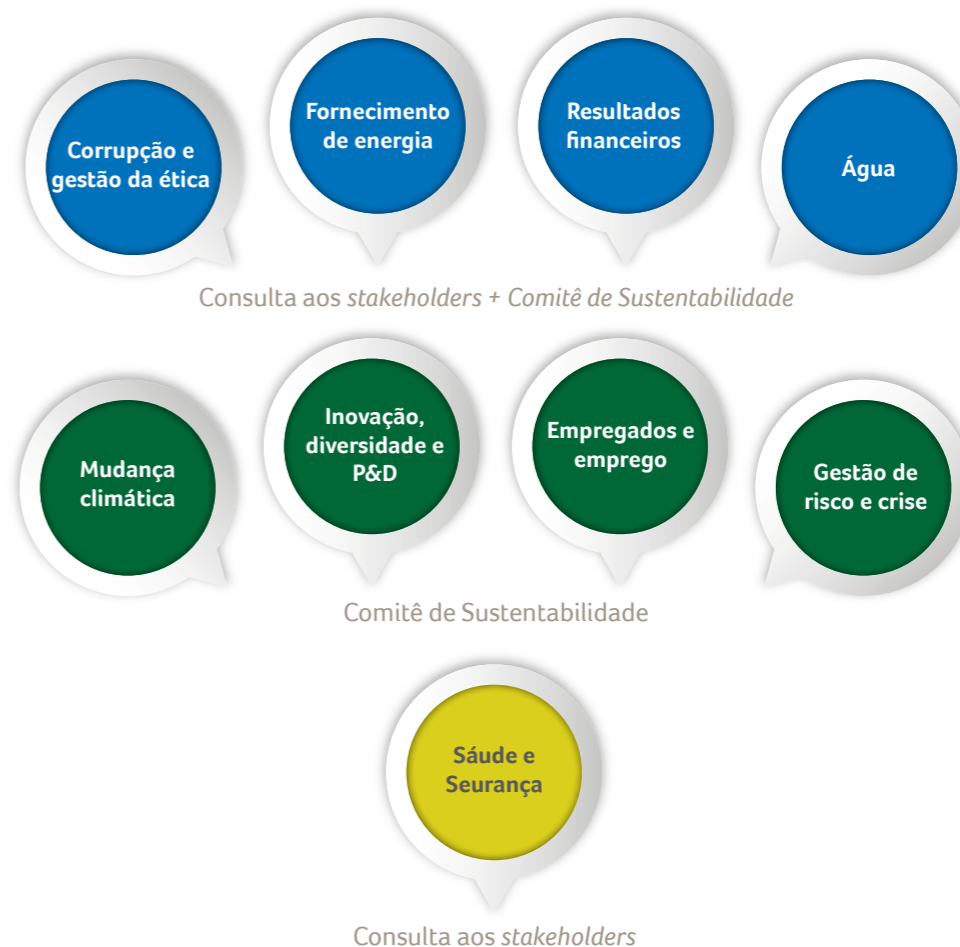 Corrupção e
gestão da ética
Fornecimento
de energia
Resultados
financeiros
Água
Consulta aos stakeholders + Comitê de Sustentabilidade
Mudança
climática
Inovação,
diversidade e
P&D
Empregados e
emprego
Gestão de
risco e crise
Comitê de Sustentabilidade
Sáude e
Seurança
Consulta aos stakeholders